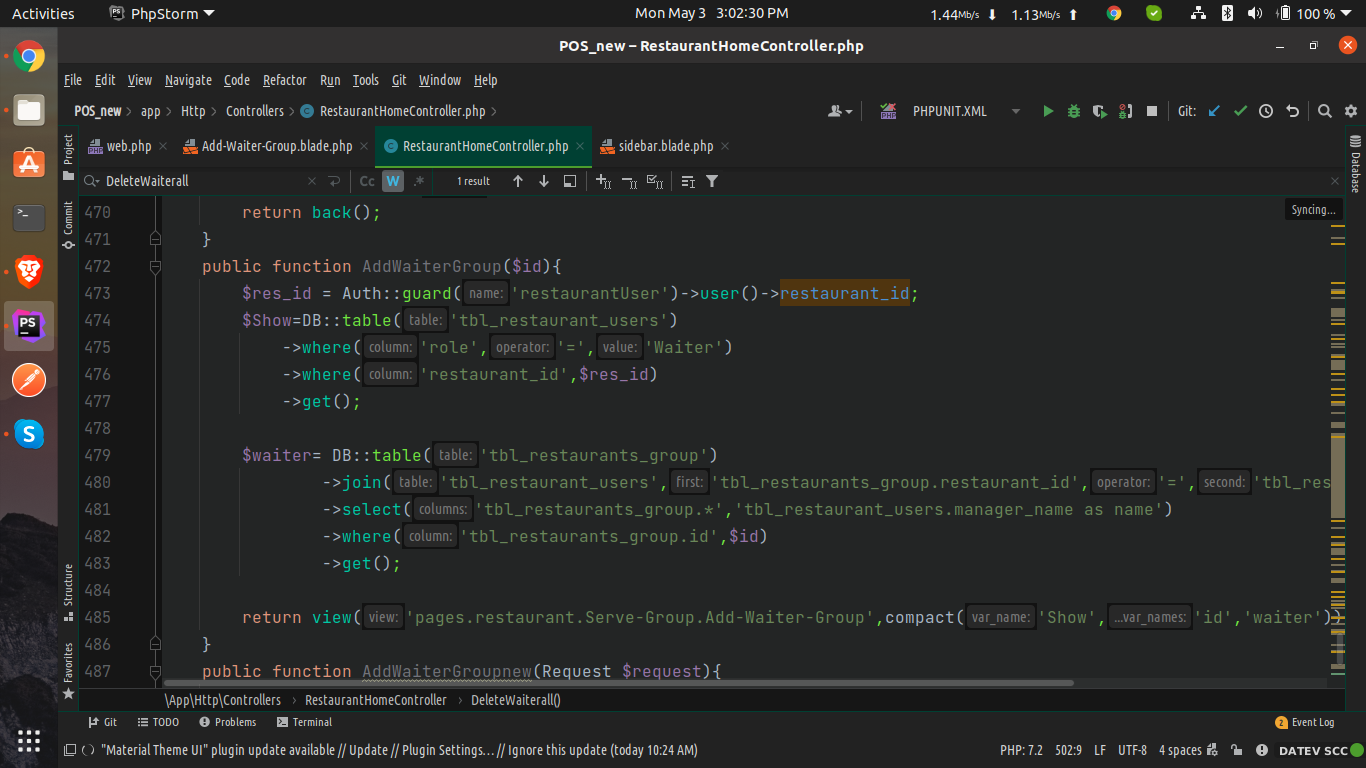 Activities PhpStorm Mon May 3 3:02:30 PM 1.44Mb/s 1.13Mb/s 100 %
POS_new – RestaurantHomeController.php
File Edit View Navigate Code Refactor Run Tools Git Window Help
POS_new app Http Controllers RestaurantHomeController.php PHPUNIT.XML Git:
web.php Add-Waiter-Group.blade.php RestaurantHomeController.php sidebar.blade.php
DeleteWaiterall Cc W .* 1 result
Syncing...
Project
Commit
Structure
Favorites
Database
470 return back();
471 }
472 public function AddWaiterGroup($id){
473 $res_id = Auth::guard( name: 'restaurantUser')->user()->restaurant_id;
474 $Show=DB::table( table: 'tbl_restaurant_users')
475 ->where( column: 'role', operator: '=', value: 'Waiter')
476 ->where( column: 'restaurant_id',$res_id)
477 ->get();
478
479 $waiter= DB::table( table: 'tbl_restaurants_group')
480 ->join( table: 'tbl_restaurant_users', first: 'tbl_restaurants_group.restaurant_id', operator: '=', second: 'tbl_res
481 ->select( columns: 'tbl_restaurants_group.*','tbl_restaurant_users.manager_name as name')
482 ->where( column: 'tbl_restaurants_group.id',$id)
483 ->get();
484
485 return view( view: 'pages.restaurant.Serve-Group.Add-Waiter-Group',compact( var_name: 'Show', ...var_names: 'id','waiter'))
486 }
487 public function AddWaiterGroupnew(Request $request){
\App\Http\Controllers RestaurantHomeController DeleteWaiterall()
Git TODO Problems Terminal 2 Event Log
"Material Theme UI" plugin update available // Update // Plugin Settings... // Ignore this update (today 10:24 AM) PHP: 7.2 502:9 LF UTF-8 4 spaces DATEV SCC